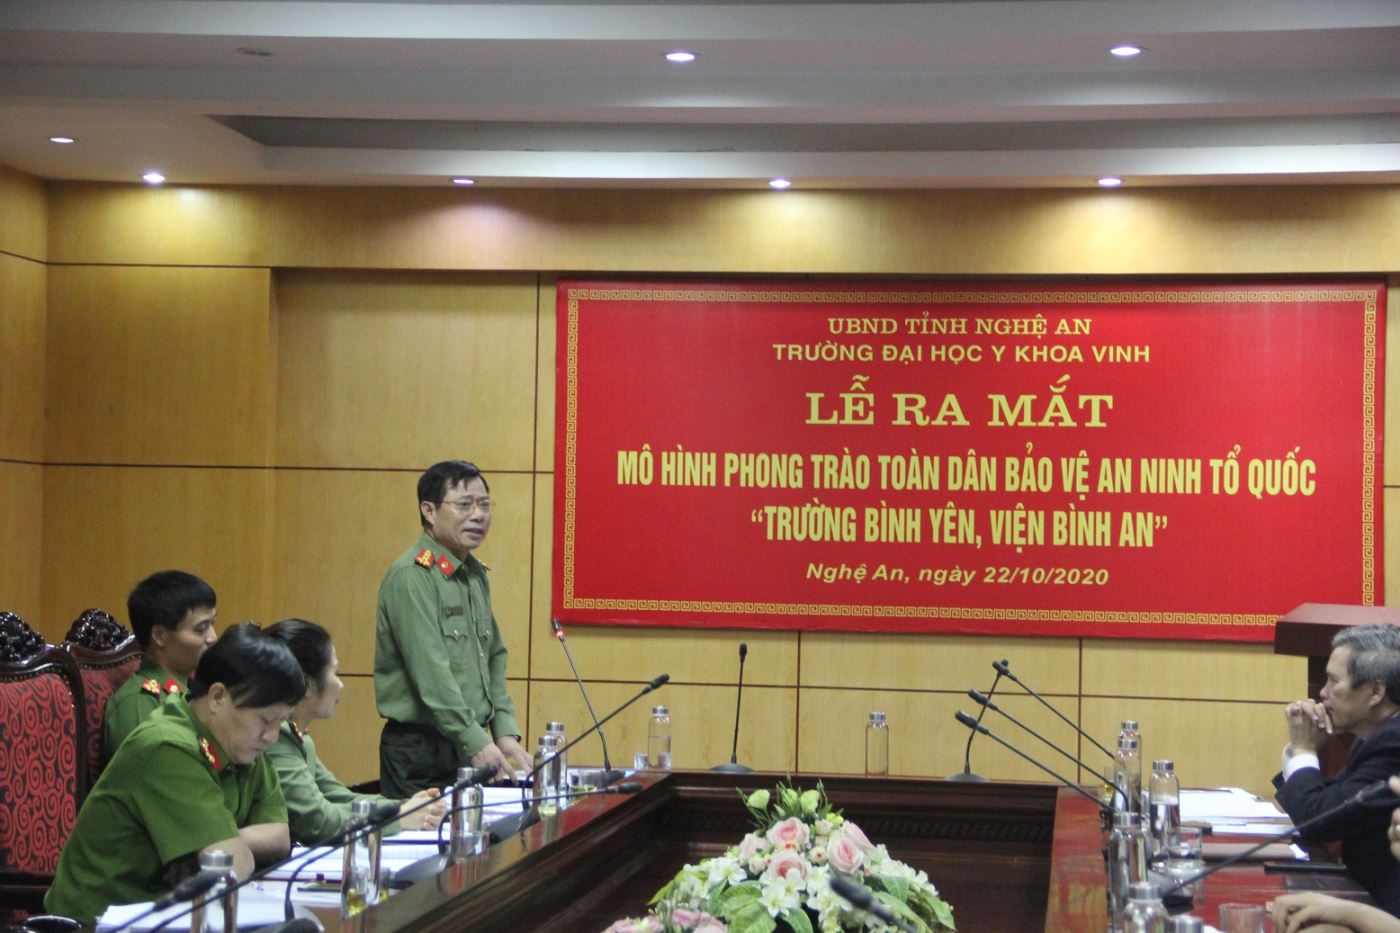 UBND TỈNH NGHỆ AN
TRƯỜNG ĐẠI HỌC Y KHOA VINH
LỄ RA MẮT
MÔ HÌNH PHONG TRÀO TOÀN DÂN BẢO VỆ AN NINH TỔ QUỐC
“TRƯỜNG BÌNH YÊN, VIỆN BÌNH AN”
Nghệ An, ngày 22/10/2020